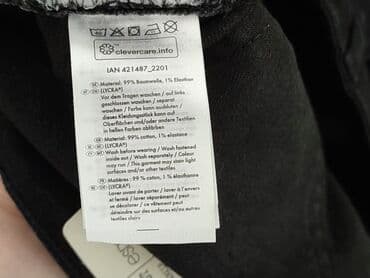 clevercare.info
IAN 421487_2201
Material: 99% Baumwolle, 1% Elasthan
(LYCRA®)
Vor dem Tragen waschen / auf links
geschlossen waschen / separat
waschen / Farbe kann ausbluten /
dieses Kleidungsstück kann auf
Oberflächen und/oder andere Textilien
in hellen Farben abfärben
Material: 99 % cotton, 1% elastane
(LYCRA®)
Wash before wearing / Wash fastened
inside out / Wash separately / Colour
may run / This garment may stain light
surfaces and/or other textiles
Matières : 99 % coton, 1 % élasthanne
(LYCRA®)
Laver avant de porter / laver à l'envers
et fermé / laver séparément / peut
se décolorer / ce vêtement peut
déteindre sur des surfaces et/ou autres
textiles clairs